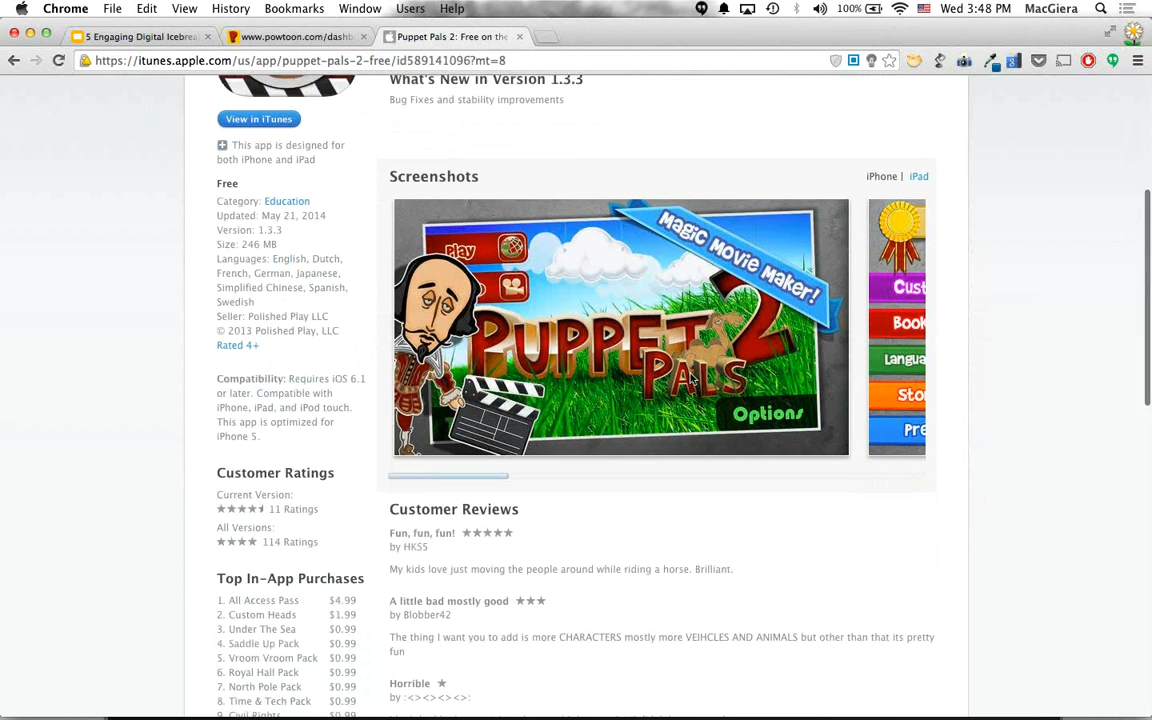 Chrome File Edit View History Bookmarks Window Users Help 100% Wed 3:48 PM MacGiera
5 Engaging Digital Icebrea
www.powtoon.com/dashb
Puppet Pals 2: Free on the
https://itunes.apple.com/us/app/puppet-pals-2-free/id589141096?mt=8
What's New in Version 1.3.3
Bug Fixes and stability improvements
View in iTunes
This app is designed for
both iPhone and iPad
Free
Category: Education
Updated: May 21, 2014
Version: 1.3.3
Size: 246 MB
Languages: English, Dutch,
French, German, Japanese,
Simplified Chinese, Spanish,
Swedish
Seller: Polished Play LLC
© 2013 Polished Play, LLC
Rated 4+
Compatibility: Requires iOS 6.1
or later. Compatible with
iPhone, iPad, and iPod touch.
This app is optimized for
iPhone 5.
Customer Ratings
Current Version:
★★★★ 11 Ratings
All Versions:
★★★★ 114 Ratings
Top In-App Purchases
1. All Access Pass $4.99
2. Custom Heads $1.99
3. Under The Sea $0.99
4. Saddle Up Pack $0.99
5. Vroom Vroom Pack $0.99
6. Royal Hall Pack $0.99
7. North Pole Pack $0.99
8. Time & Tech Pack $0.99
9. Civil Rights $0.99
Screenshots
iPhone | iPad
Play
Magic Movie Maker!
Puppet Pals 2
Options
Cust
Book
Langua
Sto
Pre
Customer Reviews
Fun, fun, fun! ★★★★★
by HKS5
My kids love just moving the people around while riding a horse. Brilliant.
A little bad mostly good ★★★
by Blobber42
The thing I want you to add is more CHARACTERS mostly more VEIHCLES AND ANIMALS but other than that its pretty
fun
Horrible ★
by :<><><><>: